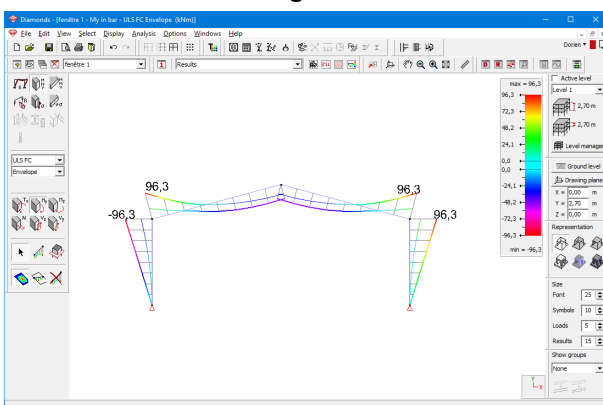 Diamonds - [fenêtre 1 - My in bar - ULS FC Envelope (kNm)]
File Edit View Select Display Analysis Options Windows Help
Dorien
fenêtre 1
Results
Active level
Level 1
2,70 m
2,70 m
Level manager
Ground level
Drawing plane
X = 0,00 m
Y = 2,70 m
Z = 0,00 m
Representation
Size
Font 25
Symbols 10
Loads 5
Results 15
Show groups
None
ULS FC
Envelope
max = 96,3
96,3
72,3
48,2
24,1
0,0
0,0
-24,1
-48,2
-72,3
-96,3
min = -96,3
96,3
96,3
-96,3
96,3
Y
X